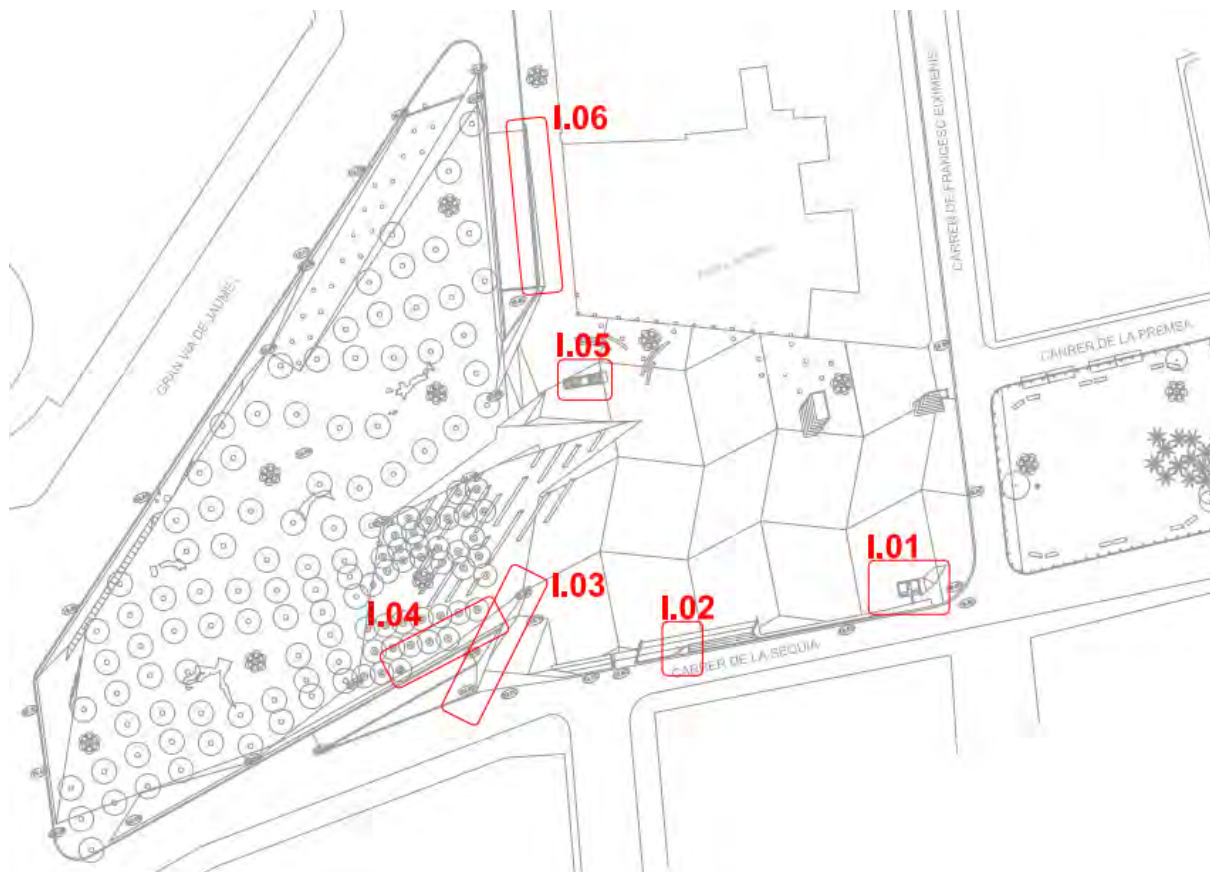 I.06
CARRER DE FRANCESC EIXIMENIS
GRAN VIA DE JAUME I
CARRER DE LA PREMSA
I.05
I.01
I.03
I.02
I.04
CARRER DE LA SEQUIA